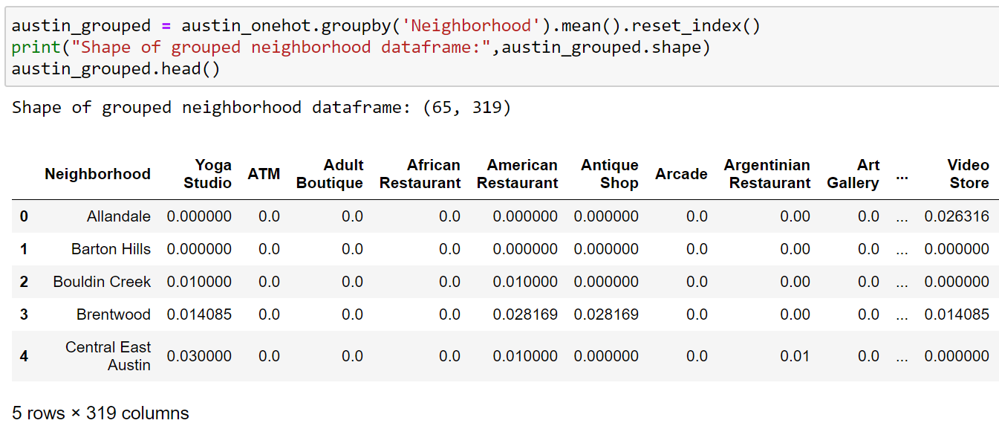 austin_grouped = austin_onehot.groupby('Neighborhood').mean().reset_index()
print("Shape of grouped neighborhood dataframe:",austin_grouped.shape)
austin_grouped.head()
Shape of grouped neighborhood dataframe: (65, 319)
Neighborhood Yoga Studio ATM Adult Boutique African Restaurant American Restaurant Antique Shop Arcade Argentinian Restaurant Art Gallery ... Video Store
0 Allandale 0.000000 0.0 0.0 0.0 0.000000 0.000000 0.0 0.00 0.0 ... 0.026316
1 Barton Hills 0.000000 0.0 0.0 0.0 0.000000 0.000000 0.0 0.00 0.0 ... 0.000000
2 Bouldin Creek 0.010000 0.0 0.0 0.0 0.010000 0.000000 0.0 0.00 0.0 ... 0.000000
3 Brentwood 0.014085 0.0 0.0 0.0 0.028169 0.028169 0.0 0.00 0.0 ... 0.014085
4 Central East Austin 0.030000 0.0 0.0 0.0 0.010000 0.000000 0.0 0.01 0.0 ... 0.000000
5 rows × 319 columns